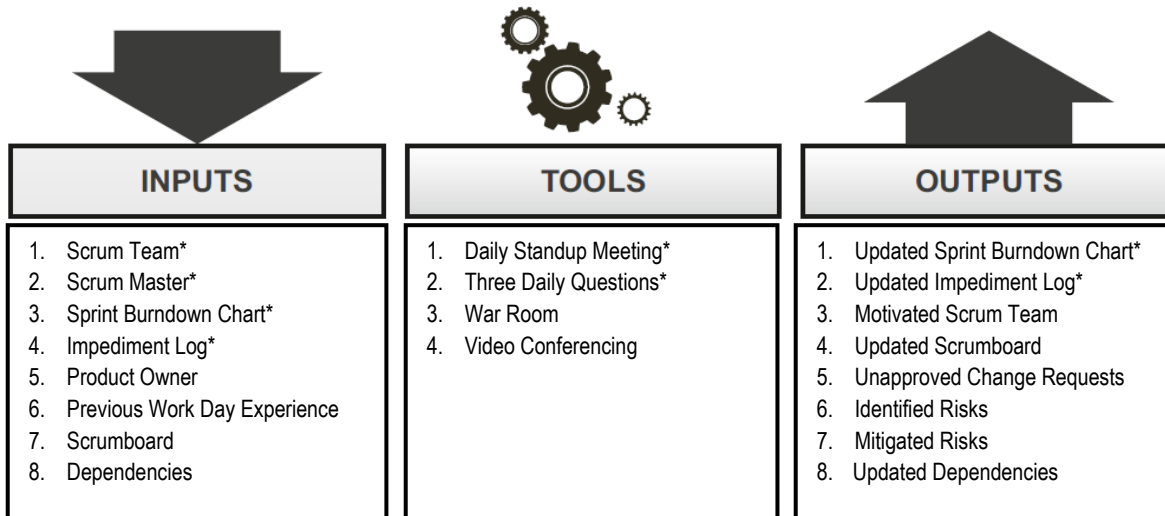 INPUTS
1. Scrum Team*
2. Scrum Master*
3. Sprint Burndown Chart*
4. Impediment Log*
5. Product Owner
6. Previous Work Day Experience
7. Scrumboard
8. Dependencies
TOOLS
1. Daily Standup Meeting*
2. Three Daily Questions*
3. War Room
4. Video Conferencing
OUTPUTS
1. Updated Sprint Burndown Chart*
2. Updated Impediment Log*
3. Motivated Scrum Team
4. Updated Scrumboard
5. Unapproved Change Requests
6. Identified Risks
7. Mitigated Risks
8. Updated Dependencies